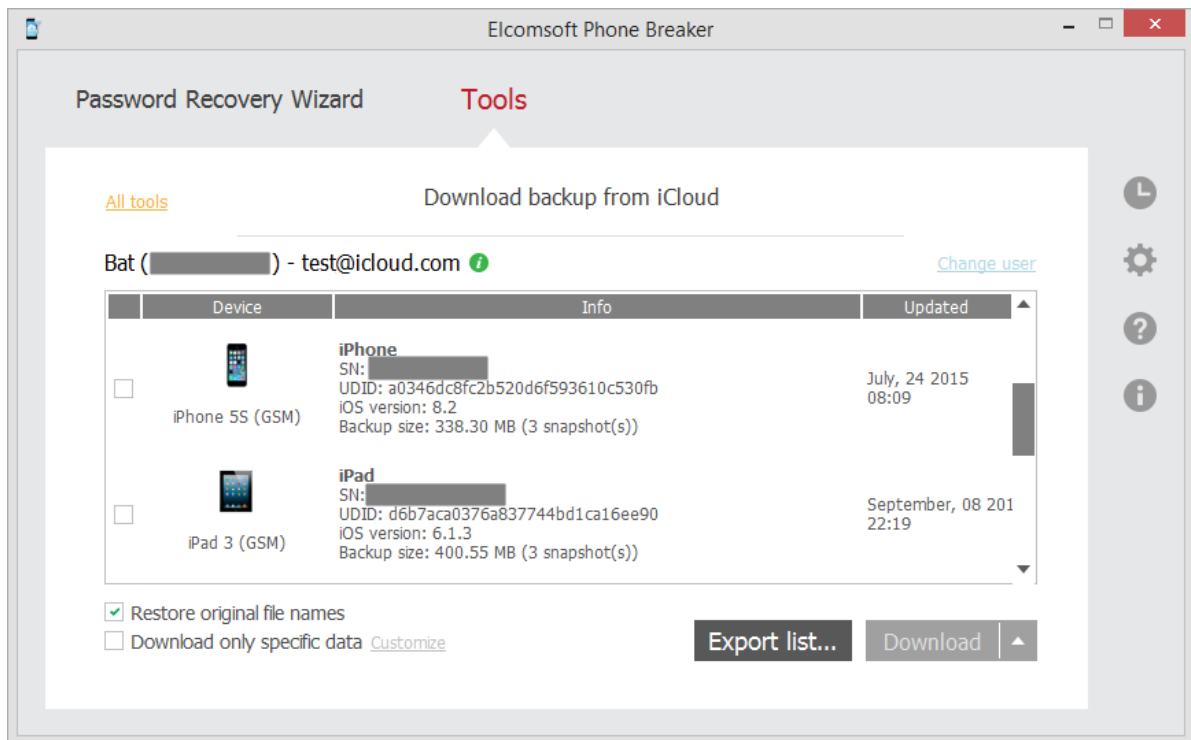 Elcomsoft Phone Breaker
Password Recovery Wizard Tools
All tools
Download backup from iCloud
Bat ( ) - test@icloud.com
Change user
Device Info Updated
iPhone
SN:
UDID: a0346dc8fc2b520d6f593610c530fb
iOS version: 8.2
Backup size: 338.30 MB (3 snapshot(s))
iPhone 5S (GSM)
July, 24 2015
08:09
iPad
SN:
UDID: d6b7aca0376a837744bd1ca16ee90
iOS version: 6.1.3
Backup size: 400.55 MB (3 snapshot(s))
iPad 3 (GSM)
September, 08 201
22:19
Restore original file names
Download only specific data Customize
Export list... Download